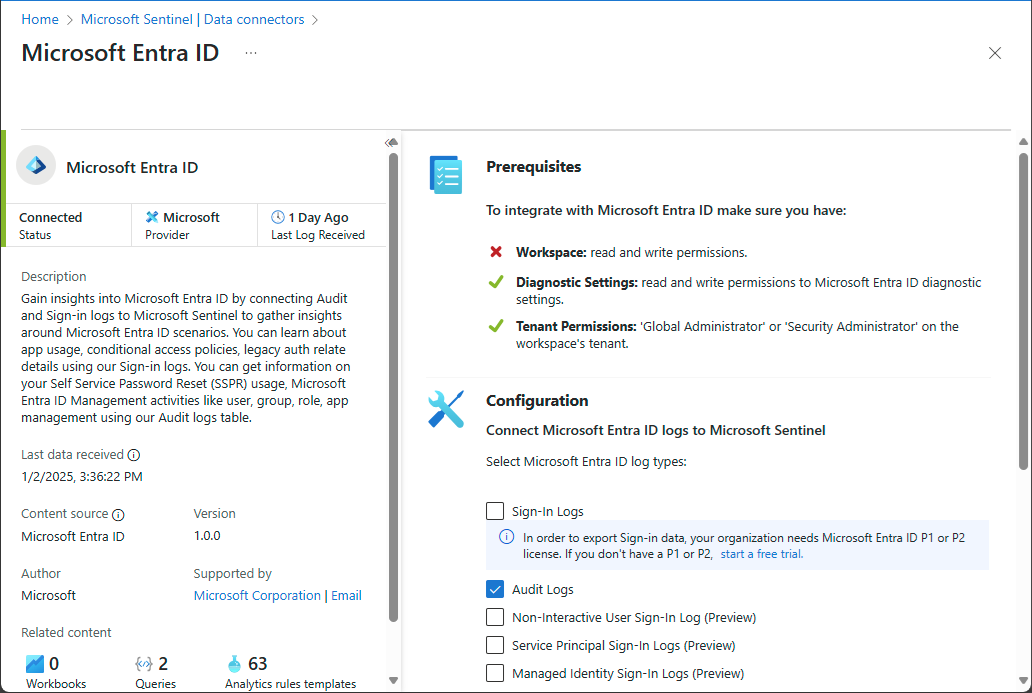 Home > Microsoft Sentinel | Data connectors >
Microsoft Entra ID ...
Microsoft Entra ID
Connected
Status
Microsoft
Provider
1 Day Ago
Last Log Received
Description
Gain insights into Microsoft Entra ID by connecting Audit
and Sign-in logs to Microsoft Sentinel to gather insights
around Microsoft Entra ID scenarios. You can learn about
app usage, conditional access policies, legacy auth relate
details using our Sign-in logs. You can get information on
your Self Service Password Reset (SSPR) usage, Microsoft
Entra ID Management activities like user, group, role, app
management using our Audit logs table.
Last data received
1/2/2025, 3:36:22 PM
Content source
Microsoft Entra ID
Version
1.0.0
Author
Microsoft
Supported by
Microsoft Corporation | Email
Related content
0
Workbooks
2
Queries
63
Analytics rules templates
Prerequisites
To integrate with Microsoft Entra ID make sure you have:
Workspace: read and write permissions.
Diagnostic Settings: read and write permissions to Microsoft Entra ID diagnostic
settings.
Tenant Permissions: 'Global Administrator' or 'Security Administrator' on the
workspace's tenant.
Configuration
Connect Microsoft Entra ID logs to Microsoft Sentinel
Select Microsoft Entra ID log types:
Sign-In Logs
In order to export Sign-in data, your organization needs Microsoft Entra ID P1 or P2
license. If you don't have a P1 or P2, start a free trial.
Audit Logs
Non-Interactive User Sign-In Log (Preview)
Service Principal Sign-In Logs (Preview)
Managed Identity Sign-In Logs (Preview)